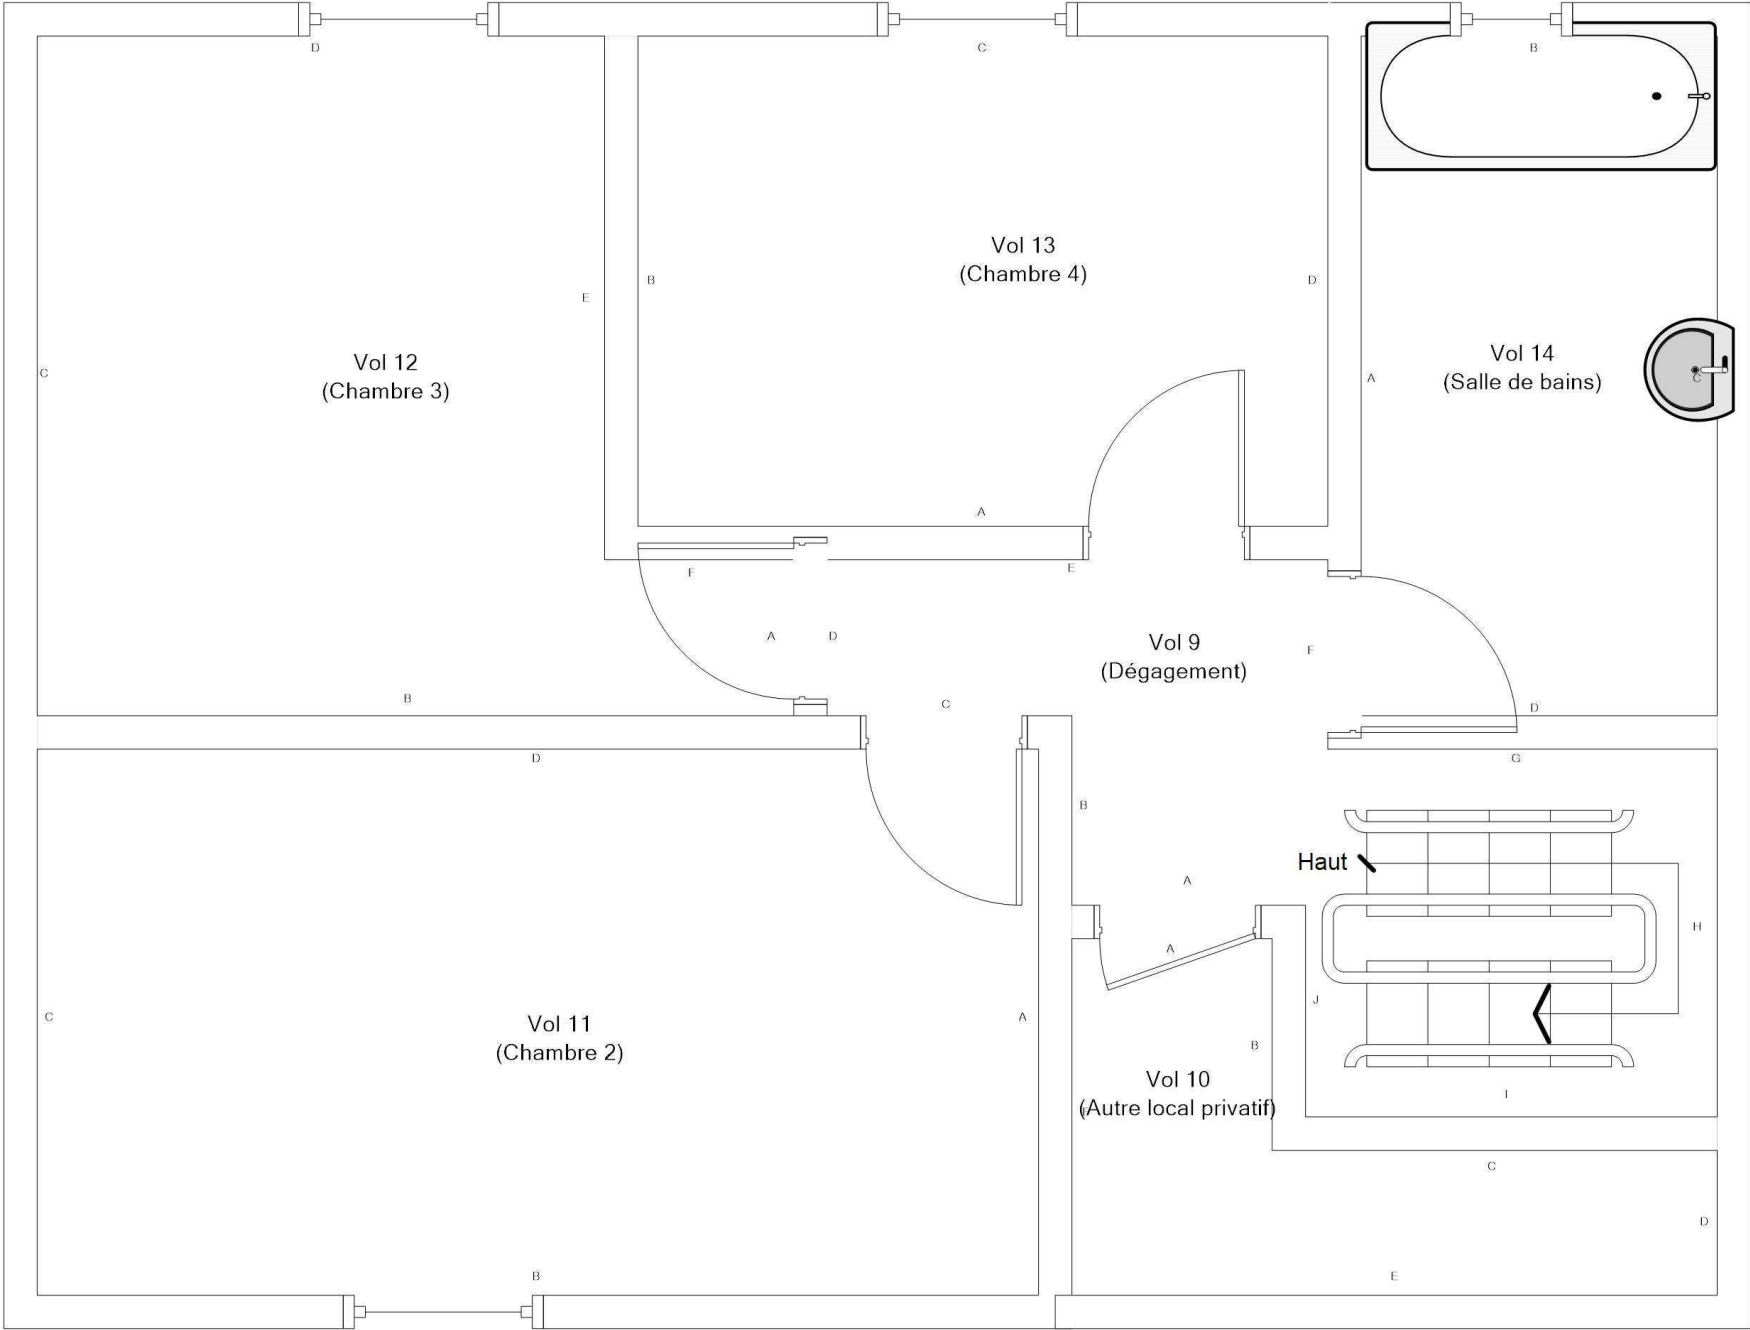 D
C
B
Vol 13
(Chambre 4)
B
D
E
Vol 12
(Chambre 3)
C
Vol 14
(Salle de bains)
A
C
A
F
E
A
D
Vol 9
(Dégagement)
F
B
C
D
D
G
B
Haut
A
H
A
C
Vol 11
(Chambre 2)
A
J
B
Vol 10
(Autre local privatif)
F
I
C
D
B
E